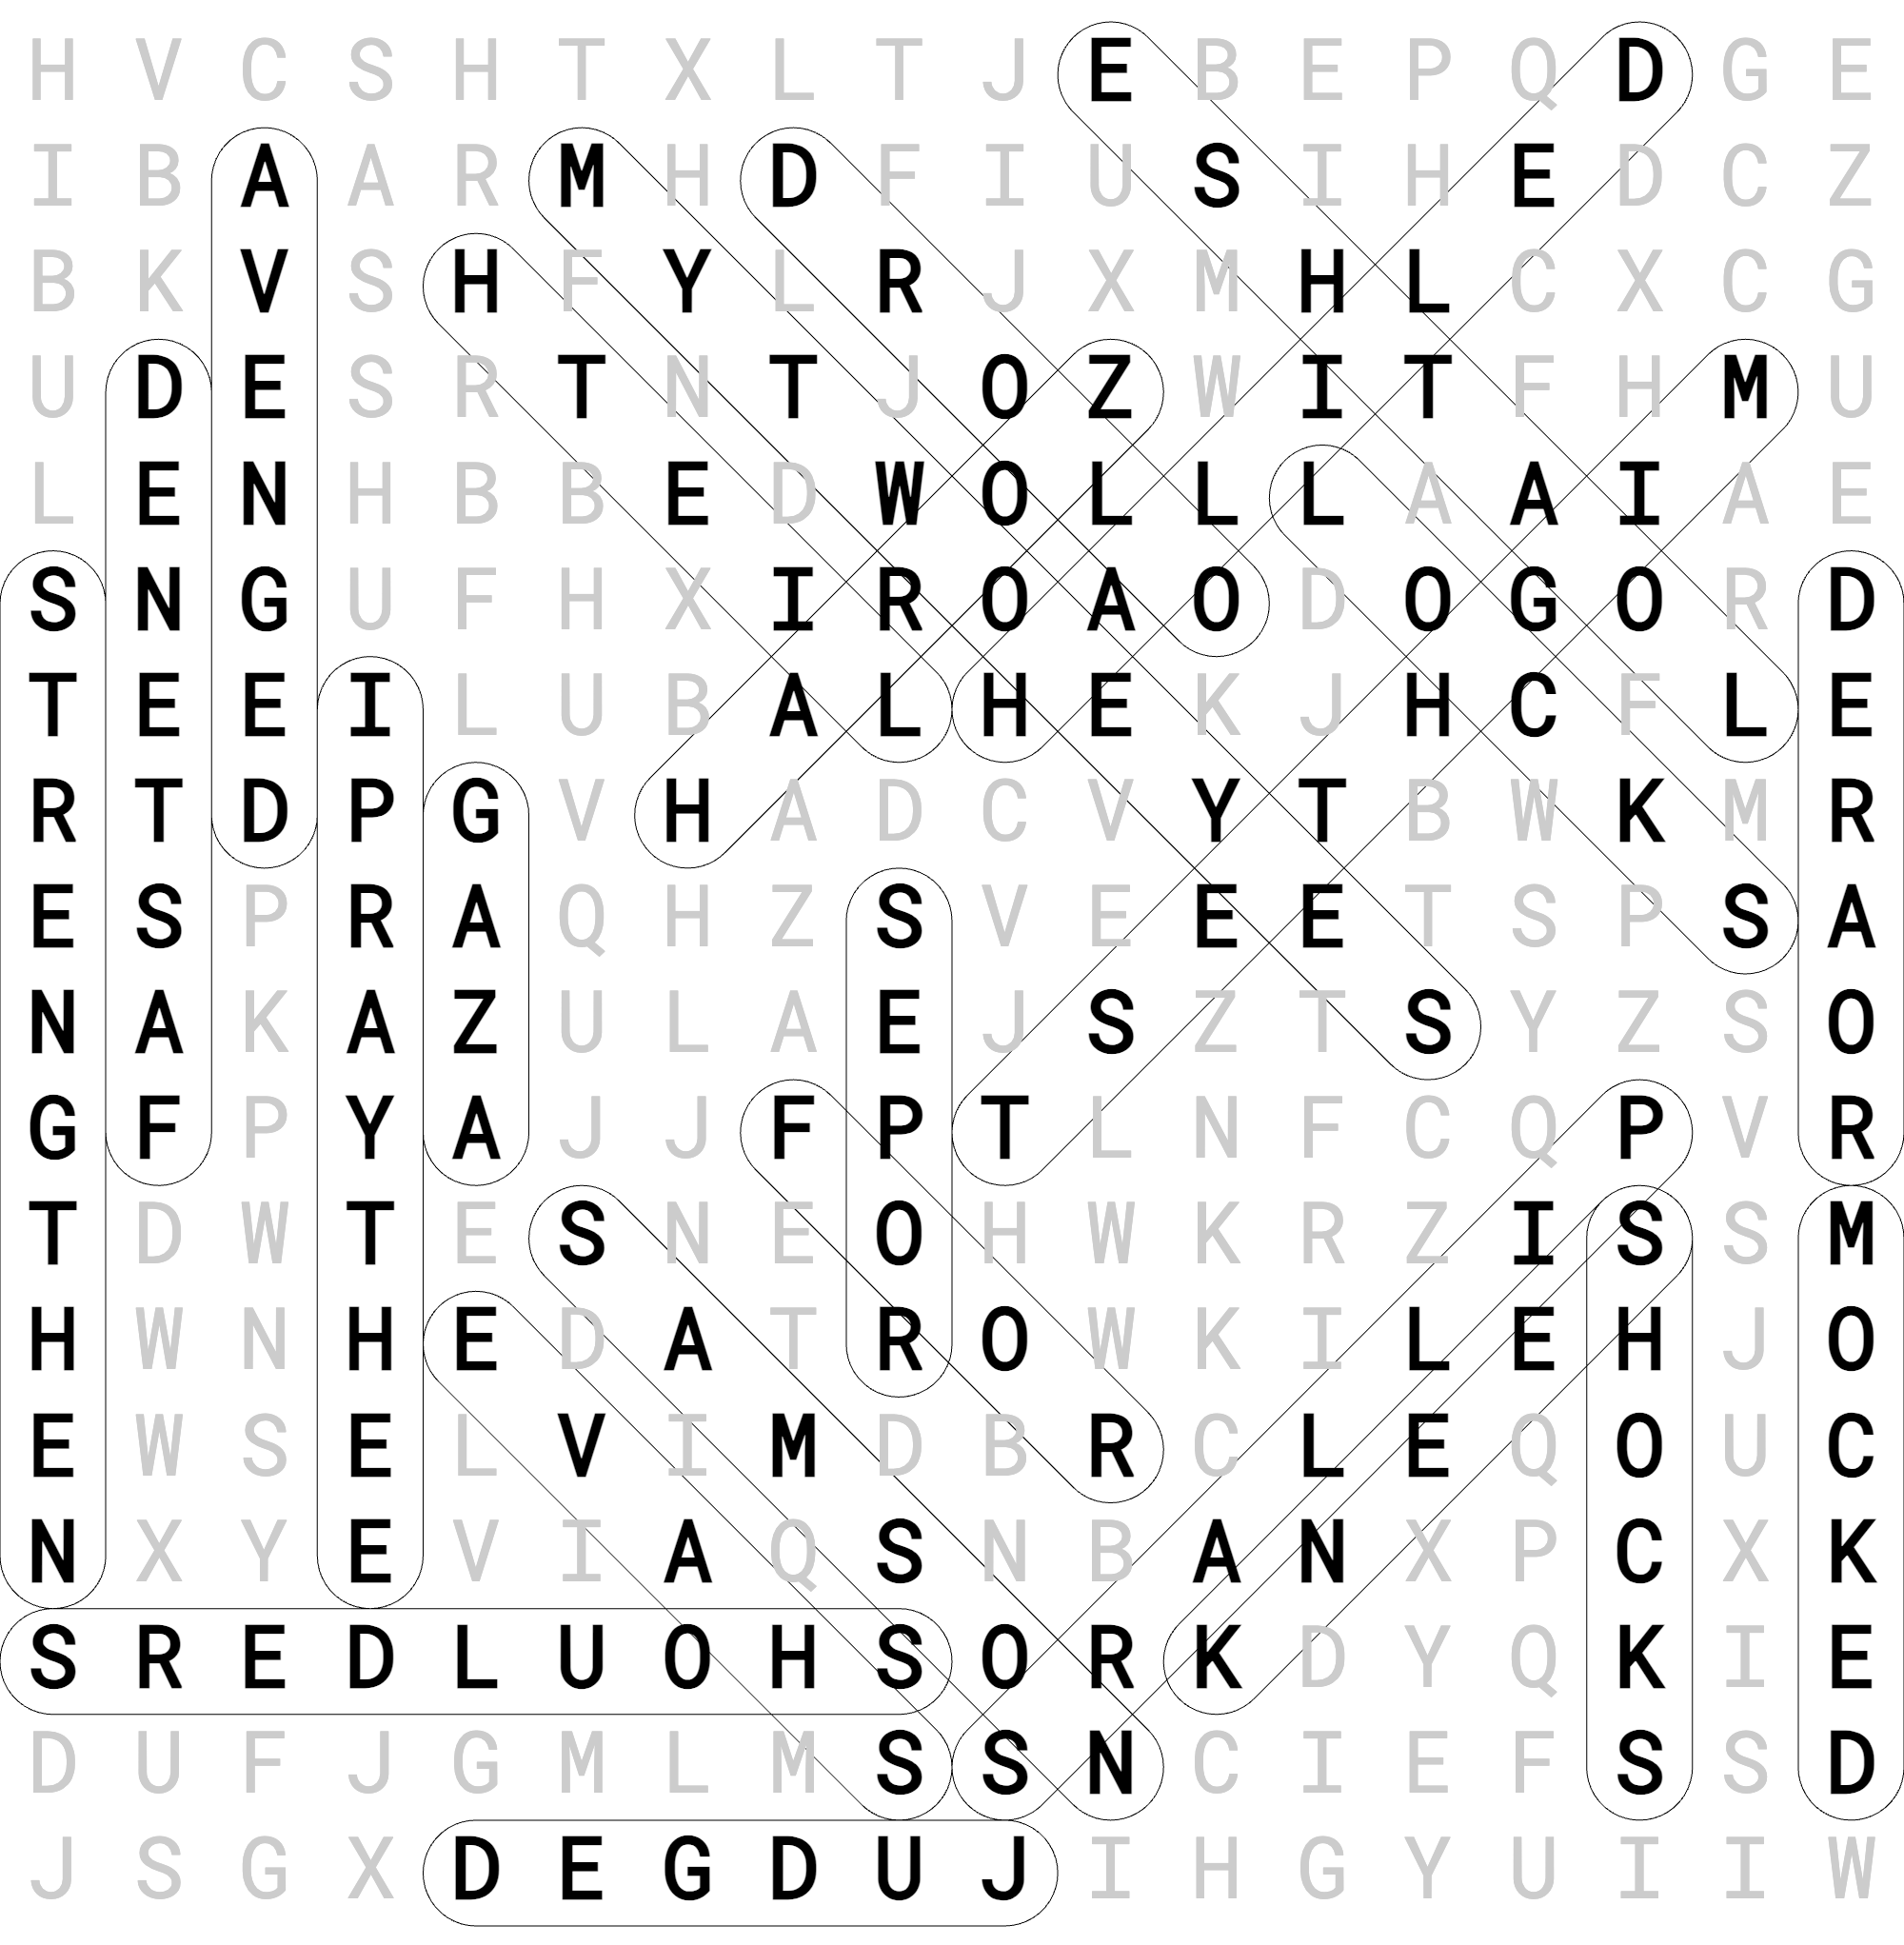 H V C S H T X L T J E B E P Q D G E
I B A A R M H D F I U S I H E D C Z
B K V S H F Y L R J X M H L C X C G
U D E S R T N T J O Z W I T F H M U
L E N H B B E D W O L L L A A I A E
S N G U F H X I R O A O D O G O R D
T E E I L U B A L H E K J H C F L E
R T D P G V H A D C V Y T B W K M R
E S P R A Q H Z S V E E E T S P S A
N A K A Z U L A E J S Z T S Y Z S O
G F P Y A J J F P T L N F C Q P V R
T D W T E S N E O H W K R Z I S S M
H W N H E D A T R O W K I L E H J O
E W S E L V I M D B R C L E Q O U C
N X Y E V I A Q S N B A N X P C X K
S R E D L U O H S O R K D Y Q K I E
D U F J G M L M S S N C I E F S S D
J S G X D E G D U J I H G Y U I I W